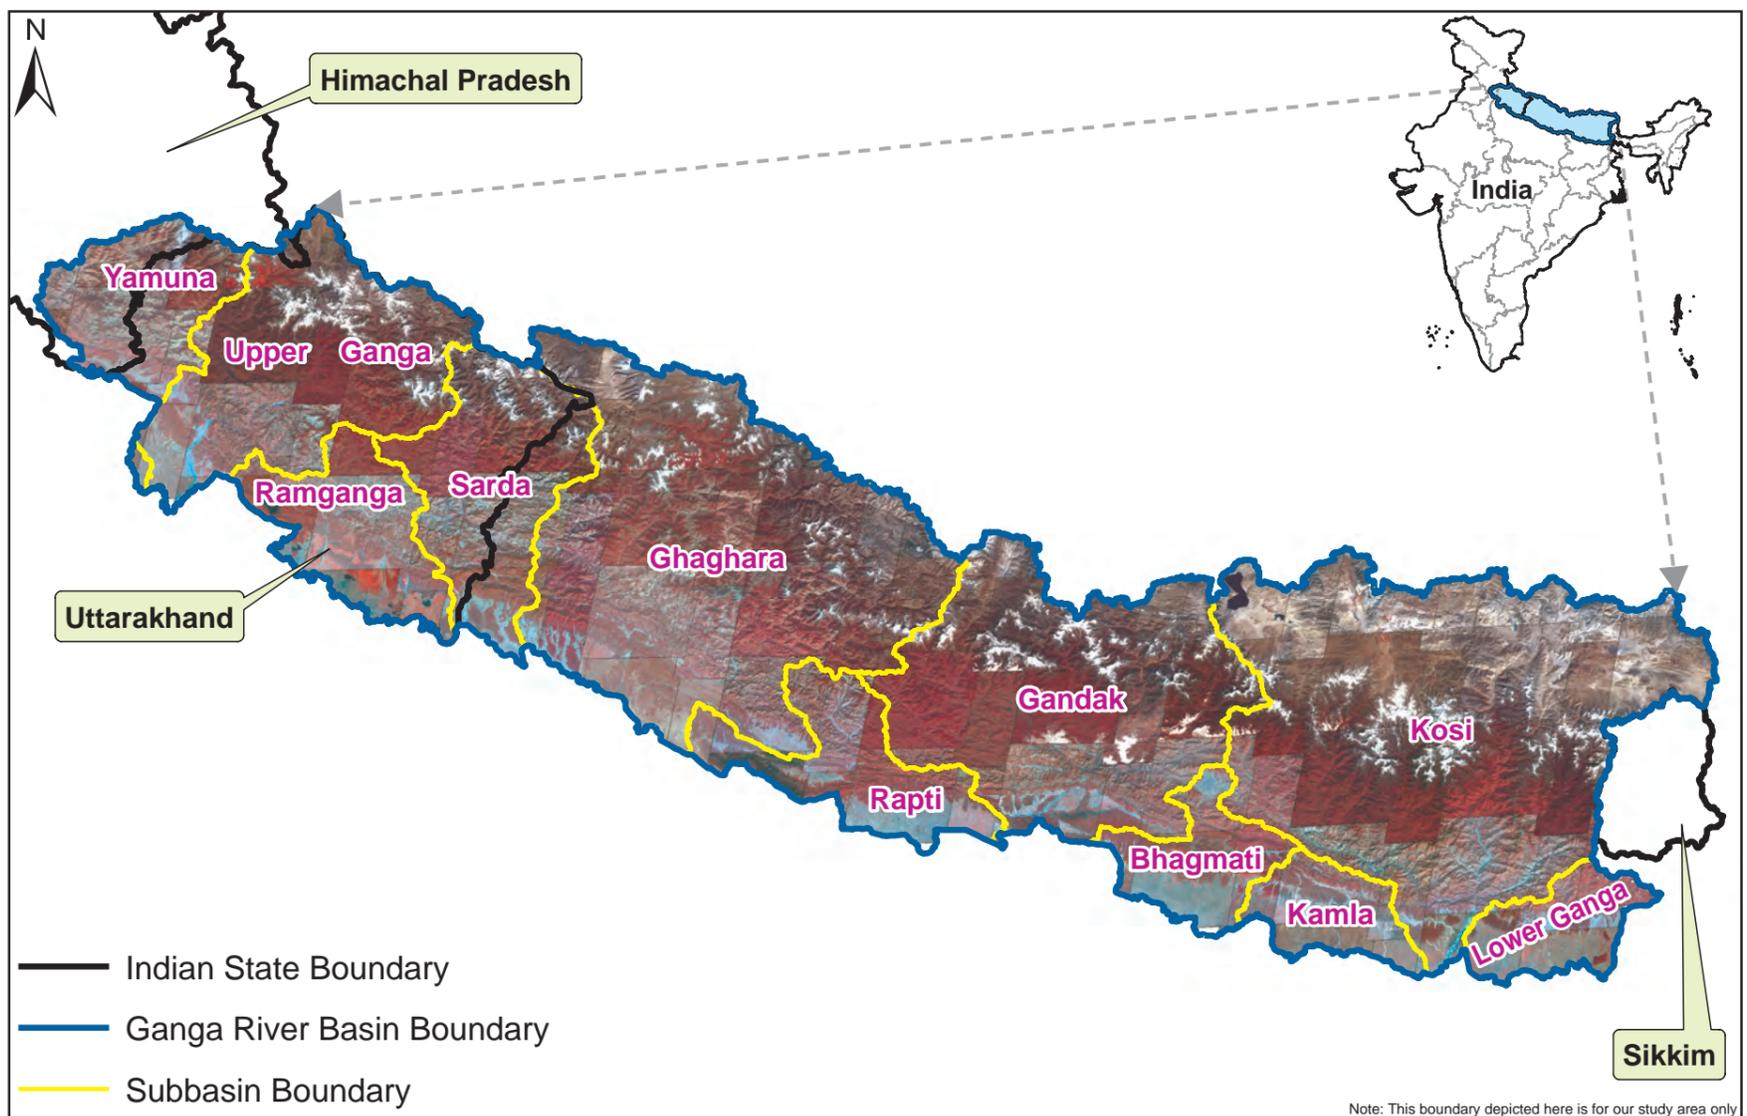 N
Himachal Pradesh
India
Yamuna
Upper Ganga
Ramganga
Sarda
Ghaghara
Uttarakhand
Gandak
Kosi
Rapti
Bhagmati
Kamla
Lower Ganga
Indian State Boundary
Ganga River Basin Boundary
Subbasin Boundary
Sikkim
Note: This boundary depicted here is for our study area only